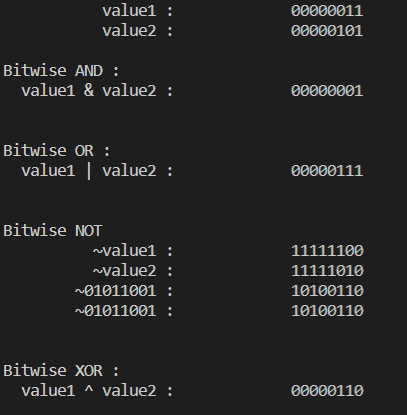 value1 : 00000011
value2 : 00000101
Bitwise AND :
value1 & value2 : 00000001
Bitwise OR :
value1 | value2 : 00000111
Bitwise NOT
~value1 : 11111100
~value2 : 11111010
~01011001 : 10100110
~01011001 : 10100110
Bitwise XOR :
value1 ^ value2 : 00000110